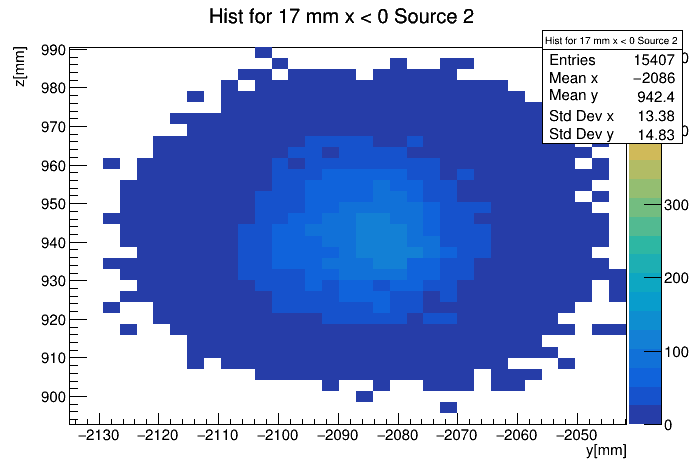 Hist for 17 mm x < 0 Source 2
Hist for 17 mm x < 0 Source 2
Entries 15407
Mean x −2086
Mean y 942.4
Std Dev x 13.38
Std Dev y 14.83
z[mm]
990
980
970
960
950
940
930
920
910
900
300
200
100
0
−2130 −2120 −2110 −2100 −2090 −2080 −2070 −2060 −2050
y[mm]